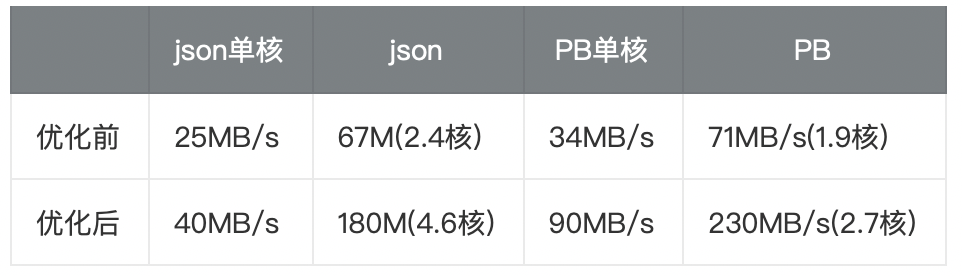 json单核 json PB单核 PB
优化前 25MB/s 67M(2.4核) 34MB/s 71MB/s(1.9核)
优化后 40MB/s 180M(4.6核) 90MB/s 230MB/s(2.7核)